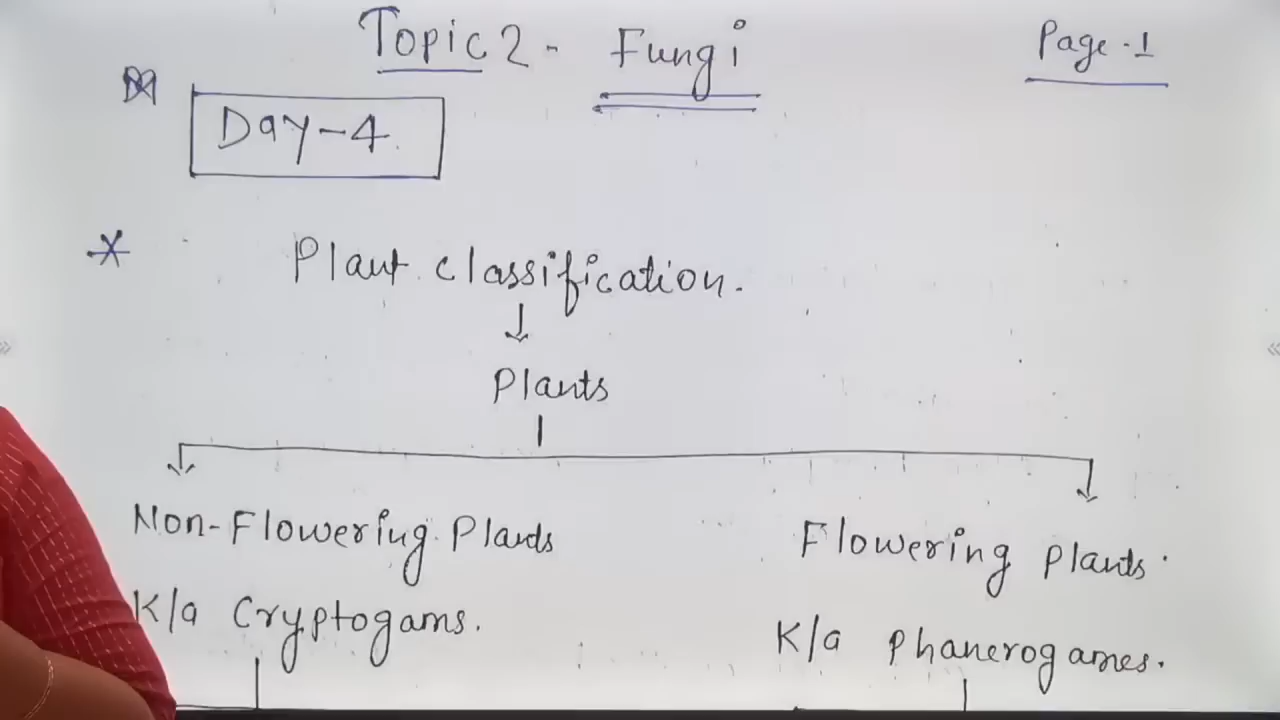 Topic 2 - Fungi
Page - 1
Day-4.
Plant classification.
Plants
Non-Flowering Plants
Flowering plants.
K/a Cryptogams.
K/a Phanerogames.